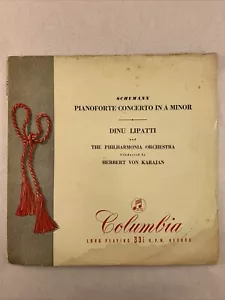 SCHUMANN
PIANOFORTE CONCERTO IN A MINOR
DINU LIPATTI
and
THE PHILHARMONIA ORCHESTRA
Conducted by
HERBERT VON KARAJAN
Columbia
LONG PLAYING 33⅓ R.P.M. RECORD